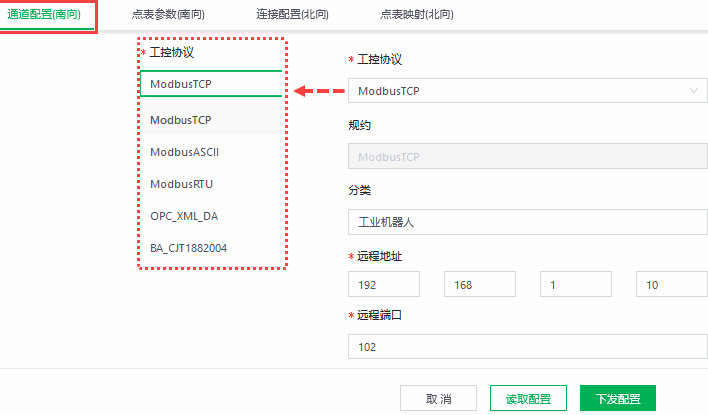 通道配置(南向)
点表参数(南向)
连接配置(北向)
点表映射(北向)
* 工控协议
ModbusTCP
ModbusTCP
ModbusASCII
ModbusRTU
OPC_XML_DA
BA_CJT1882004
* 工控协议
ModbusTCP
规约
ModbusTCP
分类
工业机器人
* 远程地址
192 168 1 10
* 远程端口
102
取 消
读取配置
下发配置